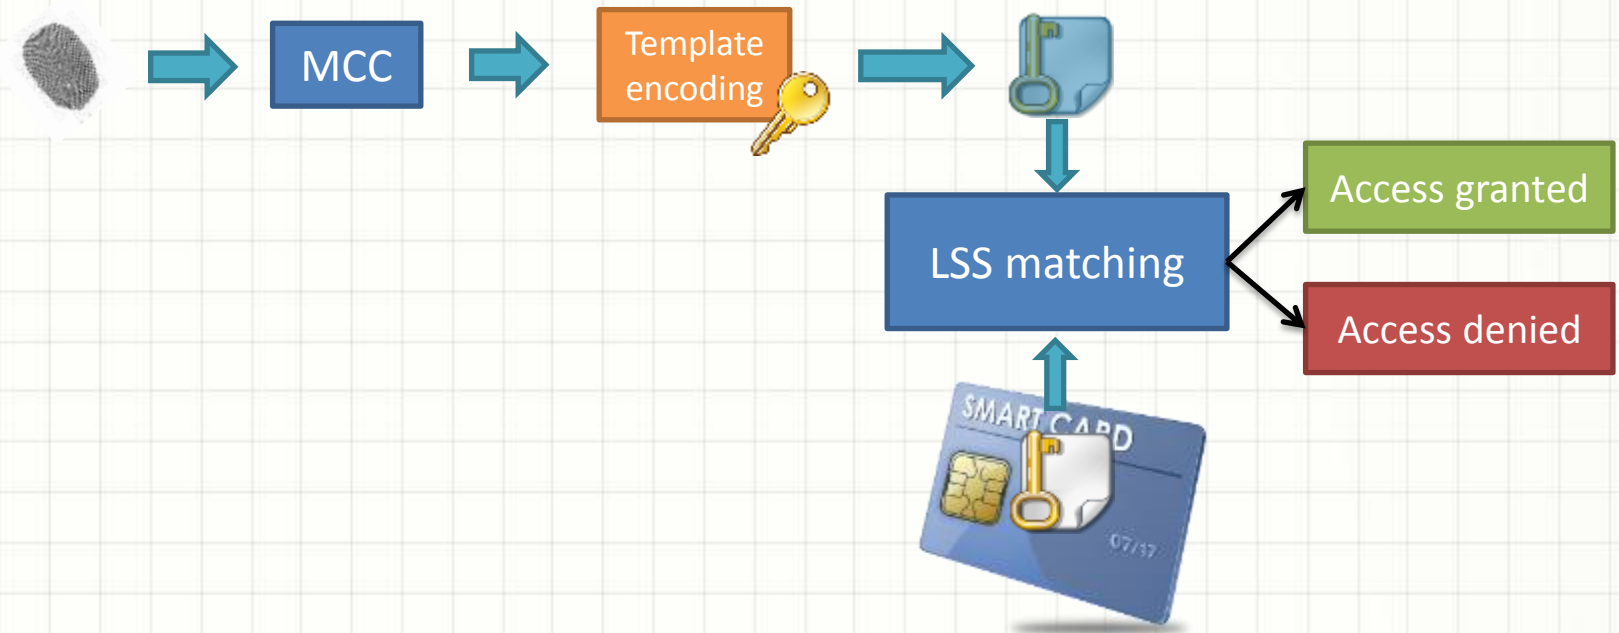 MCC
Template
encoding
LSS matching
Access granted
Access denied
SMART CARD
07/17